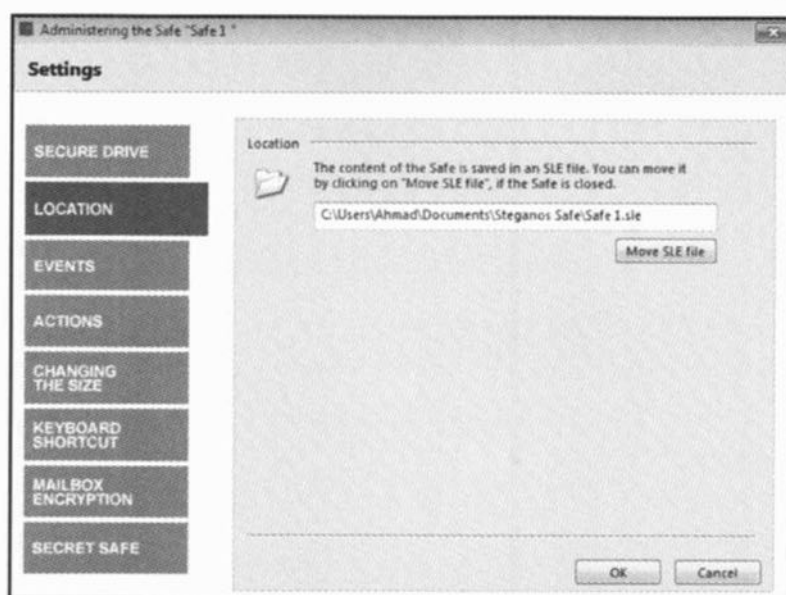 Administering the Safe "Safe 1 "
Settings
SECURE DRIVE
LOCATION
EVENTS
ACTIONS
CHANGING
THE SIZE
KEYBOARD
SHORTCUT
MAILBOX
ENCRYPTION
SECRET SAFE
Location
The content of the Safe is saved in an SLE file. You can move it
by clicking on "Move SLE file", if the Safe is closed.
C:\Users\Ahmad\Documents\Steganos Safe\Safe 1.sle
Move SLE file
OK
Cancel